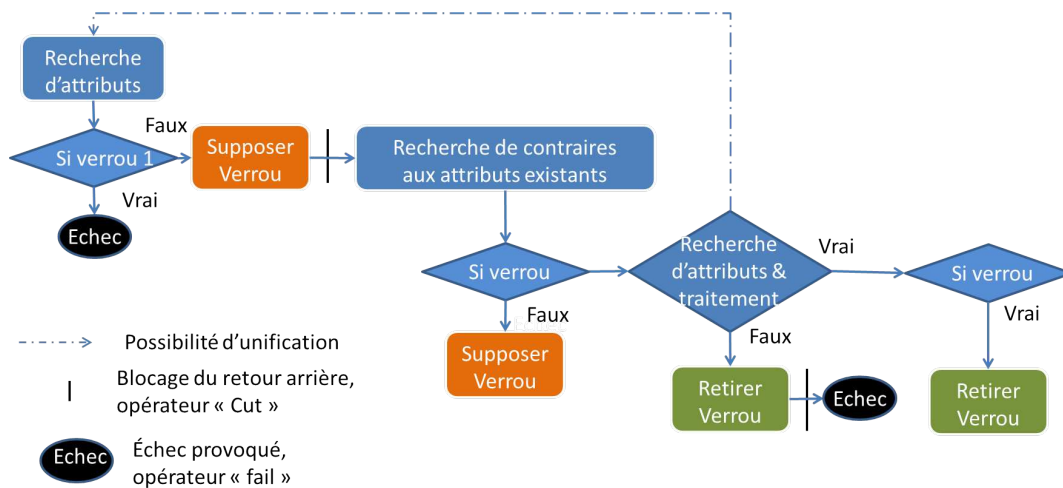 Recherche
d'attributs
Faux
Si verrou 1
Supposer
Verrou
Recherche de contraires
aux attributs existants
Vrai
Echec
Si verrou
Recherche
d'attributs &
traitement
Vrai
Si verrou
Faux
Supposer
Verrou
Faux
Vrai
Retirer
Verrou
Echec
Retirer
Verrou
Possibilité d'unification
Blocage du retour arrière,
opérateur « Cut »
Echec
Échec provoqué,
opérateur « fail »